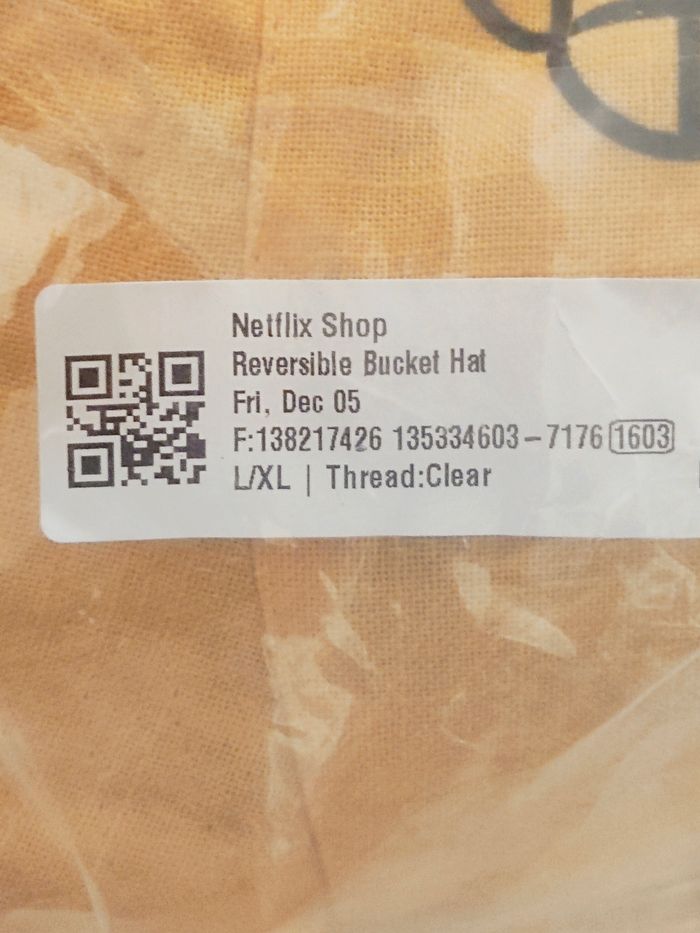 Netflix Shop
Reversible Bucket Hat
Fri, Dec 05
F:138217426 135334603-7176 1603
L/XL | Thread:Clear